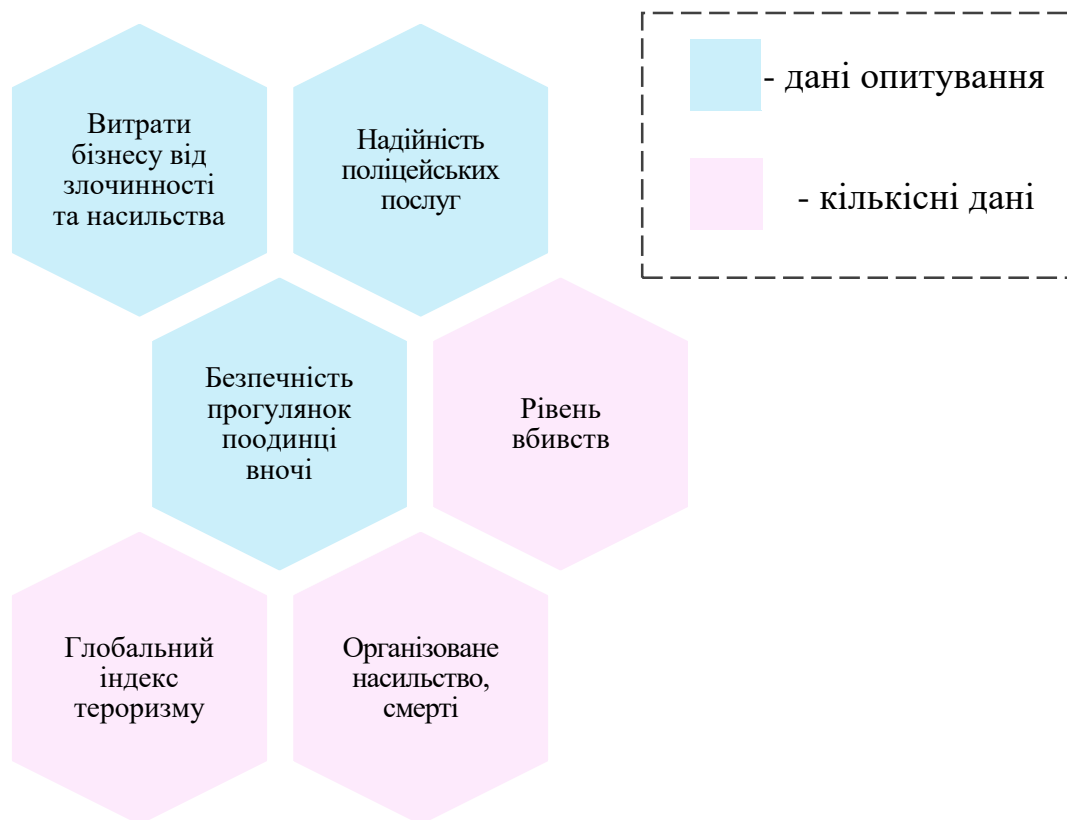 Витрати
бізнесу від
злочинності
та насильства
Надійність
поліцейських
послуг
- дані опитування
- кількісні дані
Безпечність
прогулянок
поодинці
вночі
Рівень
вбивств
Глобальний
індекс
тероризму
Організоване
насильство,
смерті